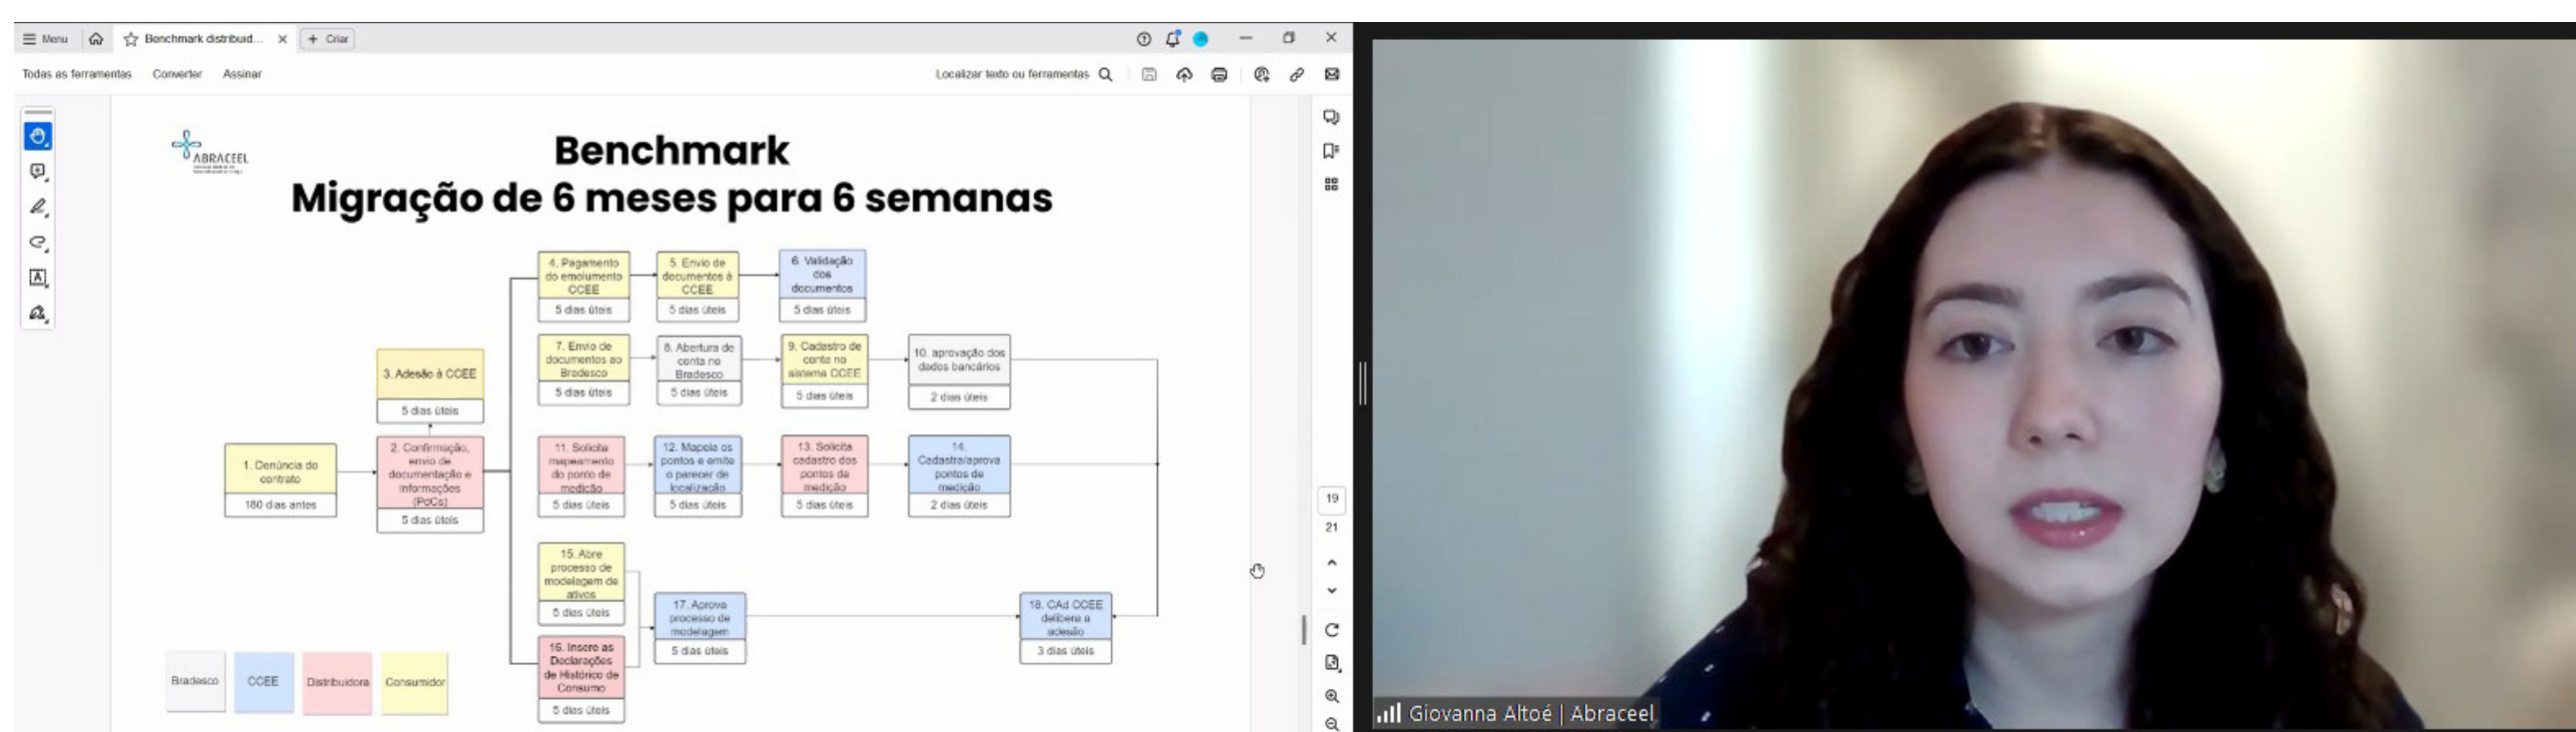 Menu
Benchmark distribuid...
Criar
Todas as ferramentas
Converter
Assinar
Localizar texto ou ferramentas
ABRACEEL
Benchmark
Migração de 6 meses para 6 semanas
4. Pagamento
do emolumento
CCEE
5 dias úteis
5. Envio de
documentos à
CCEE
5 dias úteis
6. Validação
dos
documentos
5 dias úteis
7. Envio de
documentos ao
Bradesco
5 dias úteis
8. Abertura de
conta no
Bradesco
5 dias úteis
9. Cadastro de
conta no
sistema CCEE
5 dias úteis
10. aprovação dos
dados bancários
2 dias úteis
3. Adesão à CCEE
5 dias úteis
1. Denúncia do
contrato
180 dias antes
2. Confirmação,
envio de
documentação e
informações
(PdCs)
5 dias úteis
11. Solicita
mapeamento
do ponto de
medição
5 dias úteis
12. Mapeia os
pontos e emite
o parecer de
localização
5 dias úteis
13. Solicita
cadastro dos
pontos de
medição
5 dias úteis
14.
Cadastra/aprova
pontos de
medição
2 dias úteis
15. Abre
processo de
modelagem de
ativos
5 dias úteis
16. Insere as
Declarações
de Histórico de
Consumo
5 dias úteis
17. Aprova
processo de
modelagem
5 dias úteis
18. CAd CCEE
delibera a
adesão
3 dias úteis
Bradesco
CCEE
Distribuidora
Consumidor
19
21
Giovanna Altoé | Abraceel